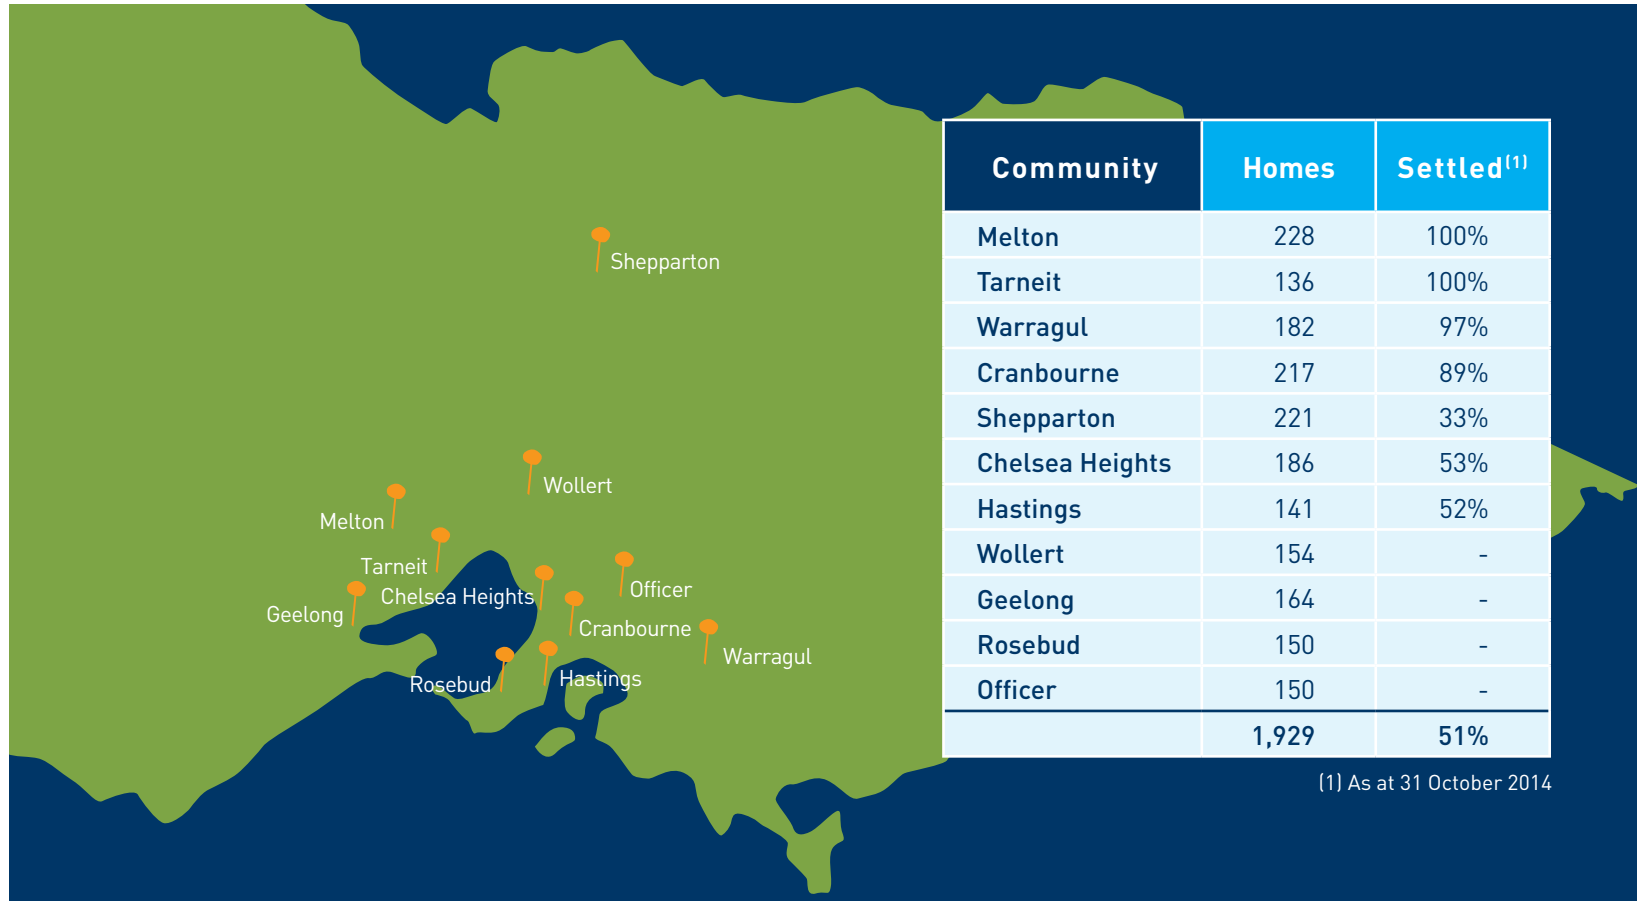 Shepparton
Wollert
Melton
Tarneit
Chelsea Heights
Officer
Geelong
Cranbourne
Warragul
Rosebud
Hastings
Community Homes Settled(1)
Melton 228 100%
Tarneit 136 100%
Warragul 182 97%
Cranbourne 217 89%
Shepparton 221 33%
Chelsea Heights 186 53%
Hastings 141 52%
Wollert 154 -
Geelong 164 -
Rosebud 150 -
Officer 150 -
1,929 51%
(1) As at 31 October 2014